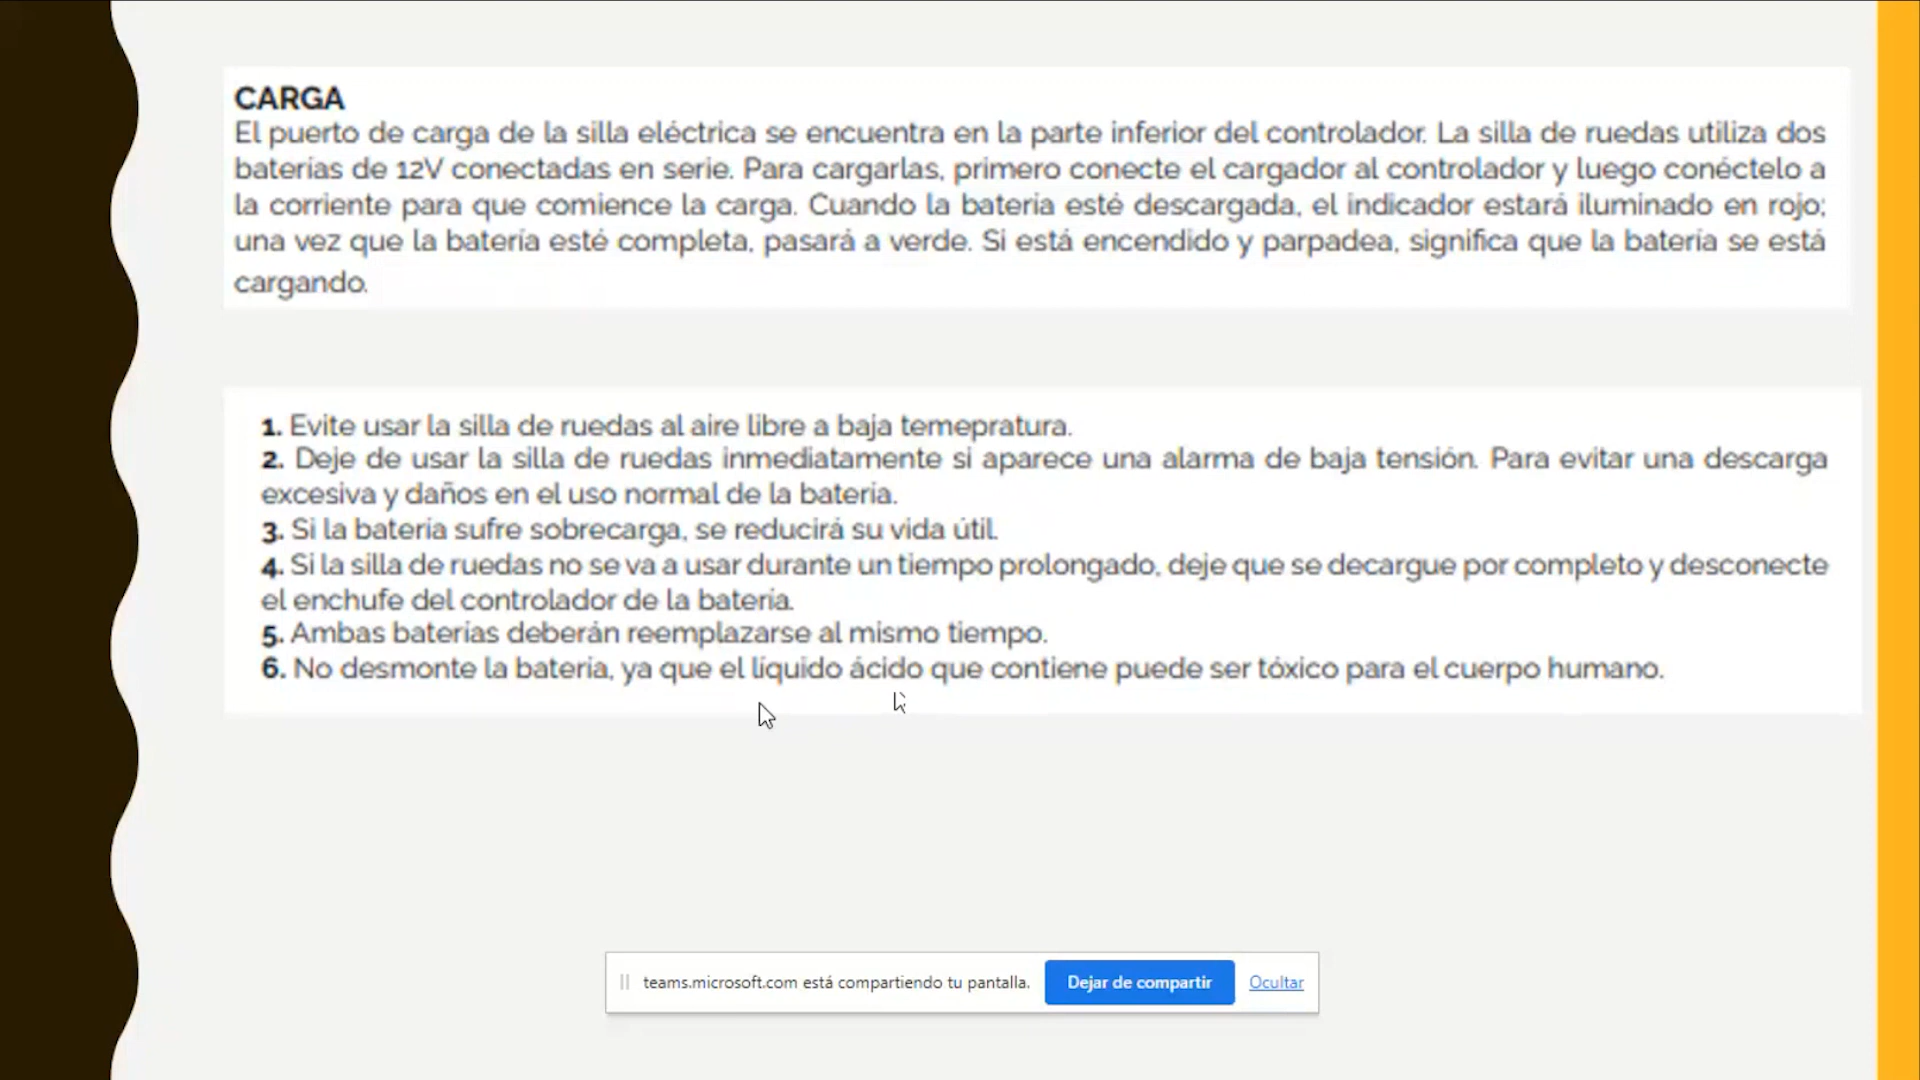 CARGA
El puerto de carga de la silla eléctrica se encuentra en la parte inferior del controlador. La silla de ruedas utiliza dos
baterías de 12V conectadas en serie. Para cargarlas, primero conecte el cargador al controlador y luego conéctelo a
la corriente para que comience la carga. Cuando la batería esté descargada, el indicador estará iluminado en rojo;
una vez que la batería esté completa, pasará a verde. Si está encendido y parpadea, significa que la batería se está
cargando.
1. Evite usar la silla de ruedas al aire libre a baja temepratura.
2. Deje de usar la silla de ruedas inmediatamente si aparece una alarma de baja tensión. Para evitar una descarga
excesiva y daños en el uso normal de la batería.
3. Si la batería sufre sobrecarga, se reducirá su vida útil.
4. Si la silla de ruedas no se va a usar durante un tiempo prolongado, deje que se decargue por completo y desconecte
el enchufe del controlador de la batería.
5. Ambas baterías deberán reemplazarse al mismo tiempo.
6. No desmonte la batería, ya que el líquido ácido que contiene puede ser tóxico para el cuerpo humano.
teams.microsoft.com está compartiendo tu pantalla. Dejar de compartir Ocultar